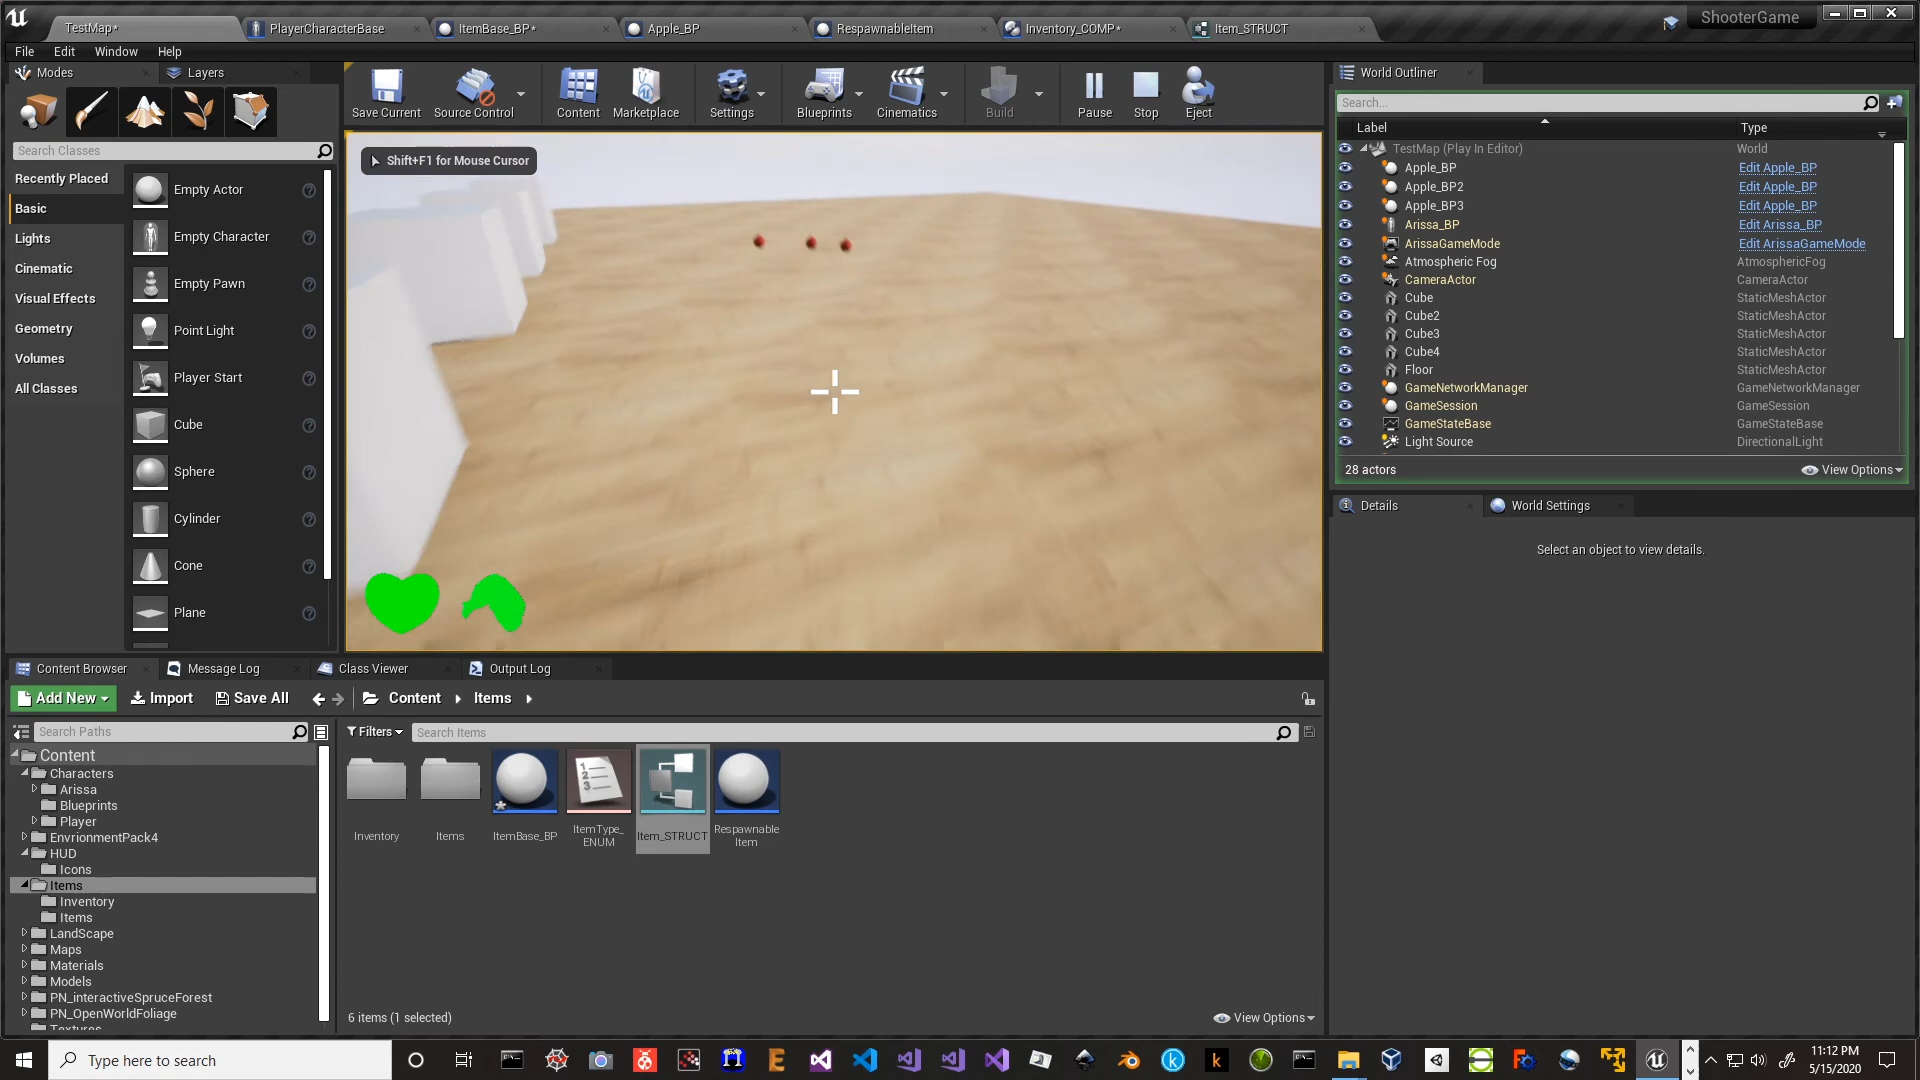 TestMap*
PlayerCharacterBase
ItemBase_BP*
Apple_BP
RespawnableItem
Inventory_COMP*
Item_STRUCT
ShooterGame
File
Edit
Window
Help
Modes
Layers
Search Classes
Recently Placed
Basic
Lights
Cinematic
Visual Effects
Geometry
Volumes
All Classes
Empty Actor
Empty Character
Empty Pawn
Point Light
Player Start
Cube
Sphere
Cylinder
Cone
Plane
Save Current
Source Control
Content
Marketplace
Settings
Blueprints
Cinematics
Build
Pause
Stop
Eject
Shift+F1 for Mouse Cursor
World Outliner
Search...
Label
Type
TestMap (Play In Editor)
World
Apple_BP
Edit Apple_BP
Apple_BP2
Edit Apple_BP
Apple_BP3
Edit Apple_BP
Arissa_BP
Edit Arissa_BP
ArissaGameMode
Edit ArissaGameMode
Atmospheric Fog
AtmosphericFog
CameraActor
CameraActor
Cube
StaticMeshActor
Cube2
StaticMeshActor
Cube3
StaticMeshActor
Cube4
StaticMeshActor
Floor
StaticMeshActor
GameNetworkManager
GameNetworkManager
GameSession
GameSession
GameStateBase
GameStateBase
Light Source
DirectionalLight
28 actors
View Options
Details
World Settings
Select an object to view details.
Content Browser
Message Log
Class Viewer
Output Log
Add New
Import
Save All
Content
Items
Search Paths
Filters
Search Items
Content
Characters
Arissa
Blueprints
Player
EnvrionmentPack4
HUD
Icons
Items
Inventory
Items
LandScape
Maps
Materials
Models
PN_interactiveSpruceForest
PN_OpenWorldFoliage
Textures
Inventory
Items
ItemBase_BP
ItemType_
ENUM
Item_STRUCT
Respawnable
Item
6 items (1 selected)
View Options
Type here to search
11:12 PM
5/15/2020